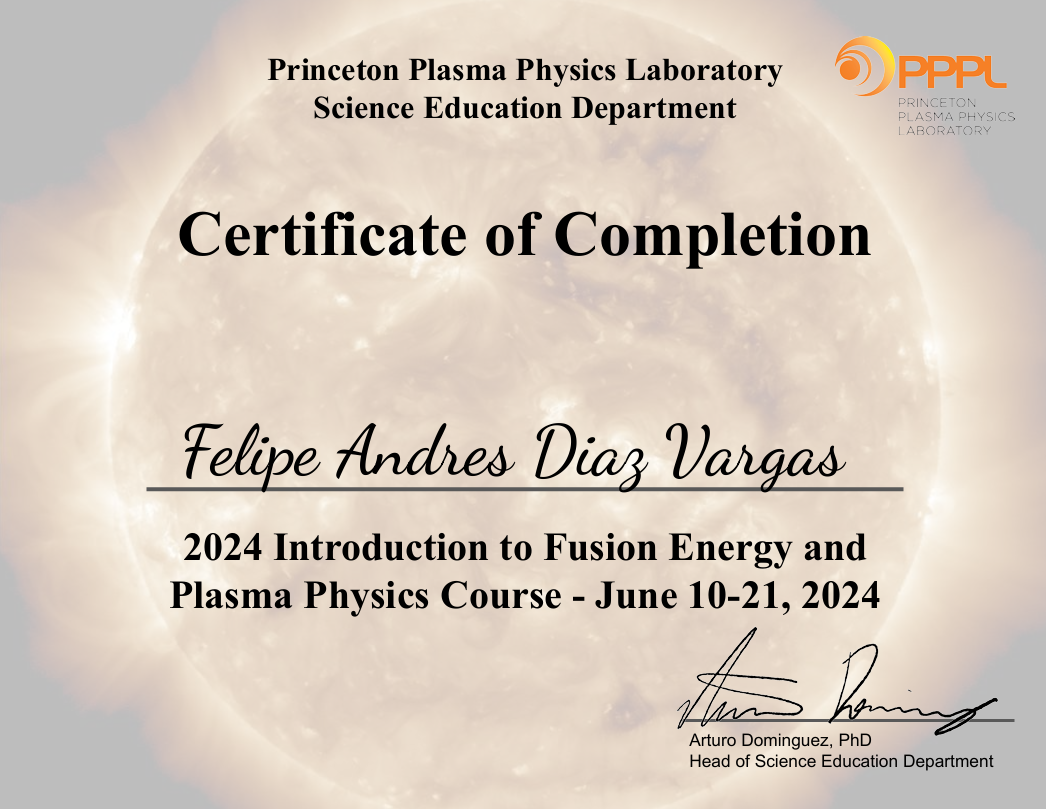 Princeton Plasma Physics Laboratory
Science Education Department
PPPL
PRINCETON
PLASMA PHYSICS
LABORATORY
Certificate of Completion
Felipe Andres Diaz Vargas
2024 Introduction to Fusion Energy and
Plasma Physics Course - June 10-21, 2024
Arturo Dominguez, PhD
Head of Science Education Department